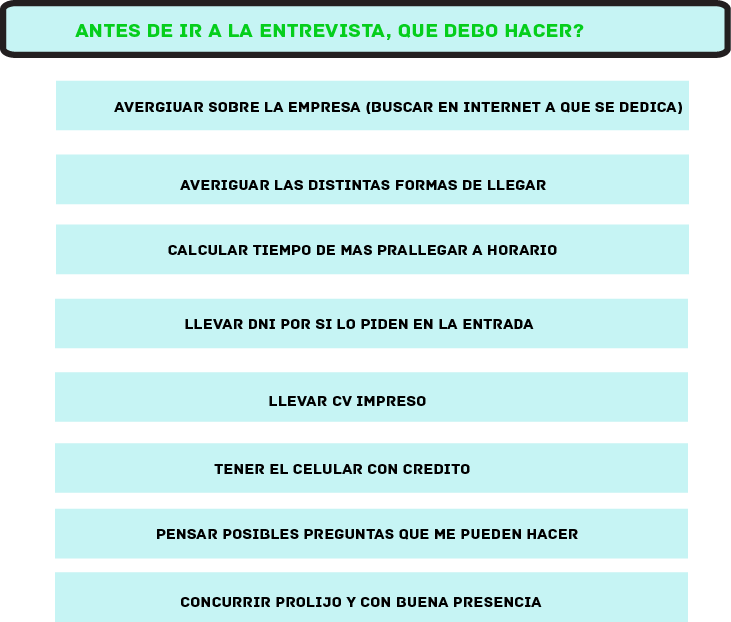 ANTES DE IR A LA ENTREVISTA, QUE DEBO HACER?
AVERGIUAR SOBRE LA EMPRESA (BUSCAR EN INTERNET A QUE SE DEDICA)
AVERIGUAR LAS DISTINTAS FORMAS DE LLEGAR
CALCULAR TIEMPO DE MAS PRALLEGAR A HORARIO
LLEVAR DNI POR SI LO PIDEN EN LA ENTRADA
LLEVAR CV IMPRESO
TENER EL CELULAR CON CREDITO
PENSAR POSIBLES PREGUNTAS QUE ME PUEDEN HACER
CONCURRIR PROLIJO Y CON BUENA PRESENCIA